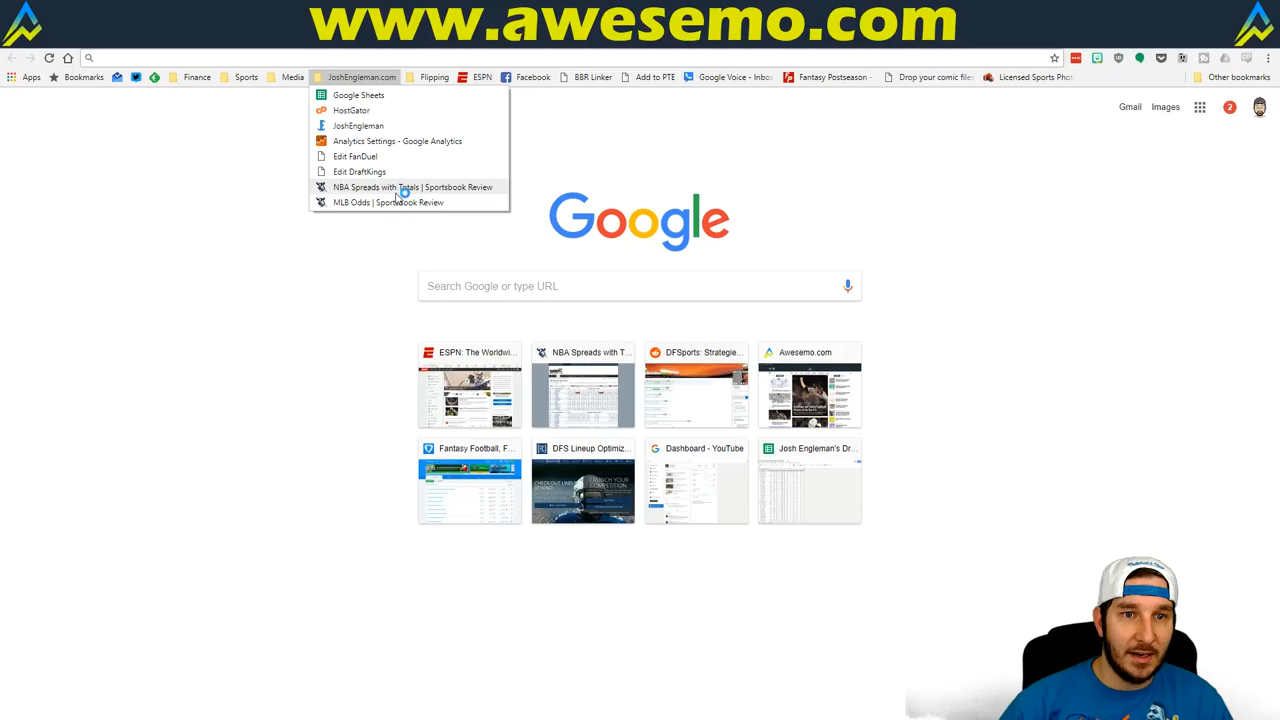 www.awesemo.com
Apps Bookmarks Finance Sports Media JoshEngleman.com Flipping ESPN Facebook BBR Linker Add to PTE Google Voice - Inbo Fantasy Postseason - Drop your comic files Licensed Sports Pho Other bookmarks
Google Sheets
HostGator
JoshEngleman
Analytics Settings - Google Analytics
Edit FanDuel
Edit DraftKings
NBA Spreads with Totals | Sportsbook Review
MLB Odds | Sportsbook Review
Gmail Images 2
Google
Search Google or type URL
ESPN: The Worldwi... NBA Spreads with T... DFSports: Strategie... Awesemo.com
Fantasy Football, F... DFS Lineup Optimiz... Dashboard - YouTube Josh Engleman's Dr...